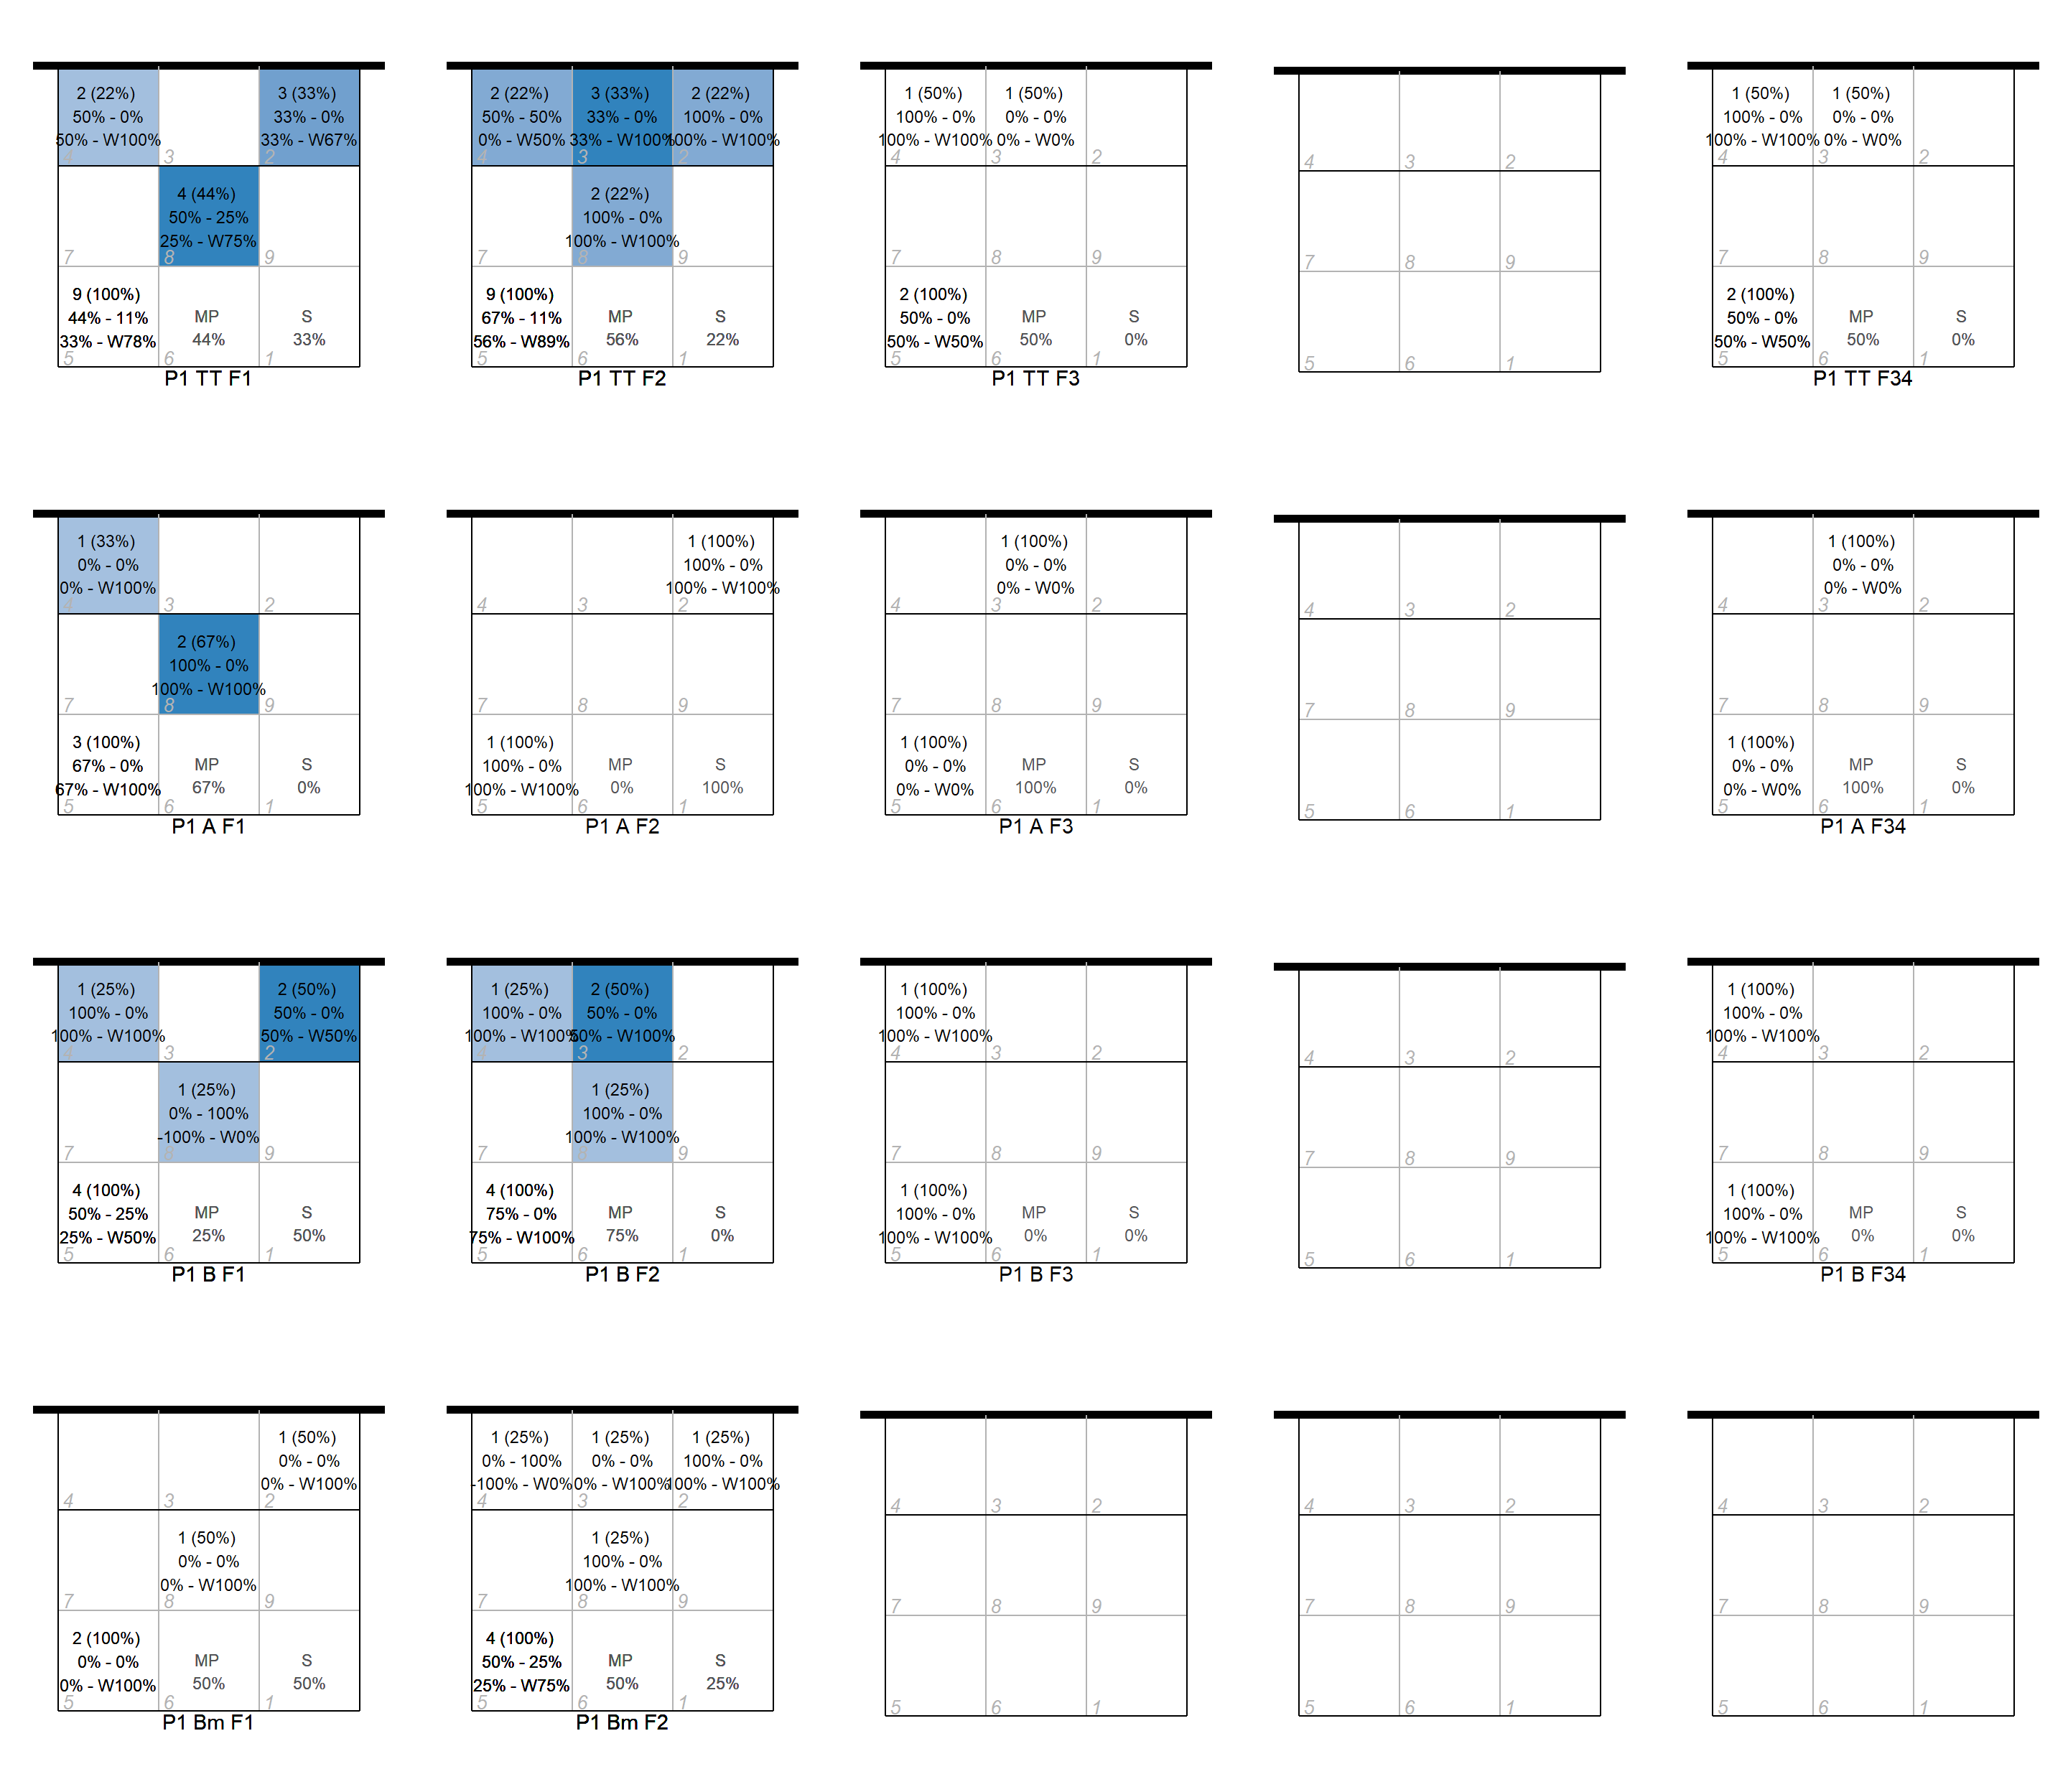 2 (22%) 3 (33%)
50% - 0% 33% - 0%
50% - W100% 33% - W67%
4 3 2
4 (44%)
50% - 25%
25% - W75%
7 8 9
9 (100%)
44% - 11% MP S
33% - W78% 44% 33%
5 6 1
P1 TT F1
2 (22%) 3 (33%) 2 (22%)
50% - 50% 33% - 0% 100% - 0%
0% - W50% 33% - W100% 100% - W100%
4 3 2
2 (22%)
100% - 0%
100% - W100%
7 8 9
9 (100%)
67% - 11% MP S
56% - W89% 56% 22%
5 6 1
P1 TT F2
1 (50%) 1 (50%)
100% - 0% 0% - 0%
100% - W100% 0% - W0%
4 3 2
7 8 9
2 (100%)
50% - 0% MP S
50% - W50% 50% 0%
5 6 1
P1 TT F3
4 3 2
7 8 9
5 6 1
1 (50%) 1 (50%)
100% - 0% 0% - 0%
100% - W100% 0% - W0%
4 3 2
7 8 9
2 (100%)
50% - 0% MP S
50% - W50% 50% 0%
5 6 1
P1 TT F34
1 (33%)
0% - 0%
0% - W100%
4 3 2
2 (67%)
100% - 0%
100% - W100%
7 8 9
3 (100%)
67% - 0% MP S
67% - W100% 67% 0%
5 6 1
P1 A F1
1 (100%)
100% - 0%
100% - W100%
4 3 2
7 8 9
1 (100%)
100% - 0% MP S
100% - W100% 0% 100%
5 6 1
P1 A F2
1 (100%)
0% - 0%
0% - W0%
4 3 2
7 8 9
1 (100%)
0% - 0% MP S
0% - W0% 100% 0%
5 6 1
P1 A F3
4 3 2
7 8 9
5 6 1
1 (100%)
0% - 0%
0% - W0%
4 3 2
7 8 9
1 (100%)
0% - 0% MP S
0% - W0% 100% 0%
5 6 1
P1 A F34
1 (25%) 2 (50%)
100% - 0% 50% - 0%
100% - W100% 50% - W50%
4 3 2
1 (25%)
0% - 100%
-100% - W0%
7 8 9
4 (100%)
50% - 25% MP S
25% - W50% 25% 50%
5 6 1
P1 B F1
1 (25%) 2 (50%)
100% - 0% 50% - 0%
100% - W100% 50% - W100%
4 3 2
1 (25%)
100% - 0%
100% - W100%
7 8 9
4 (100%)
75% - 0% MP S
75% - W100% 75% 0%
5 6 1
P1 B F2
1 (100%)
100% - 0%
100% - W100%
4 3 2
7 8 9
1 (100%)
100% - 0% MP S
100% - W100% 0% 0%
5 6 1
P1 B F3
4 3 2
7 8 9
5 6 1
1 (100%)
100% - 0%
100% - W100%
4 3 2
7 8 9
1 (100%)
100% - 0% MP S
100% - W100% 0% 0%
5 6 1
P1 B F34
1 (50%)
0% - 0%
0% - W100%
4 3 2
1 (50%)
0% - 0%
0% - W100%
7 8 9
2 (100%)
0% - 0% MP S
0% - W100% 50% 50%
5 6 1
P1 Bm F1
1 (25%) 1 (25%) 1 (25%)
0% - 100% 0% - 0% 100% - 0%
-100% - W0% 0% - W100% 100% - W100%
4 3 2
1 (25%)
100% - 0%
100% - W100%
7 8 9
4 (100%)
50% - 25% MP S
25% - W75% 50% 25%
5 6 1
P1 Bm F2
4 3 2
7 8 9
5 6 1
4 3 2
7 8 9
5 6 1
4 3 2
7 8 9
5 6 1